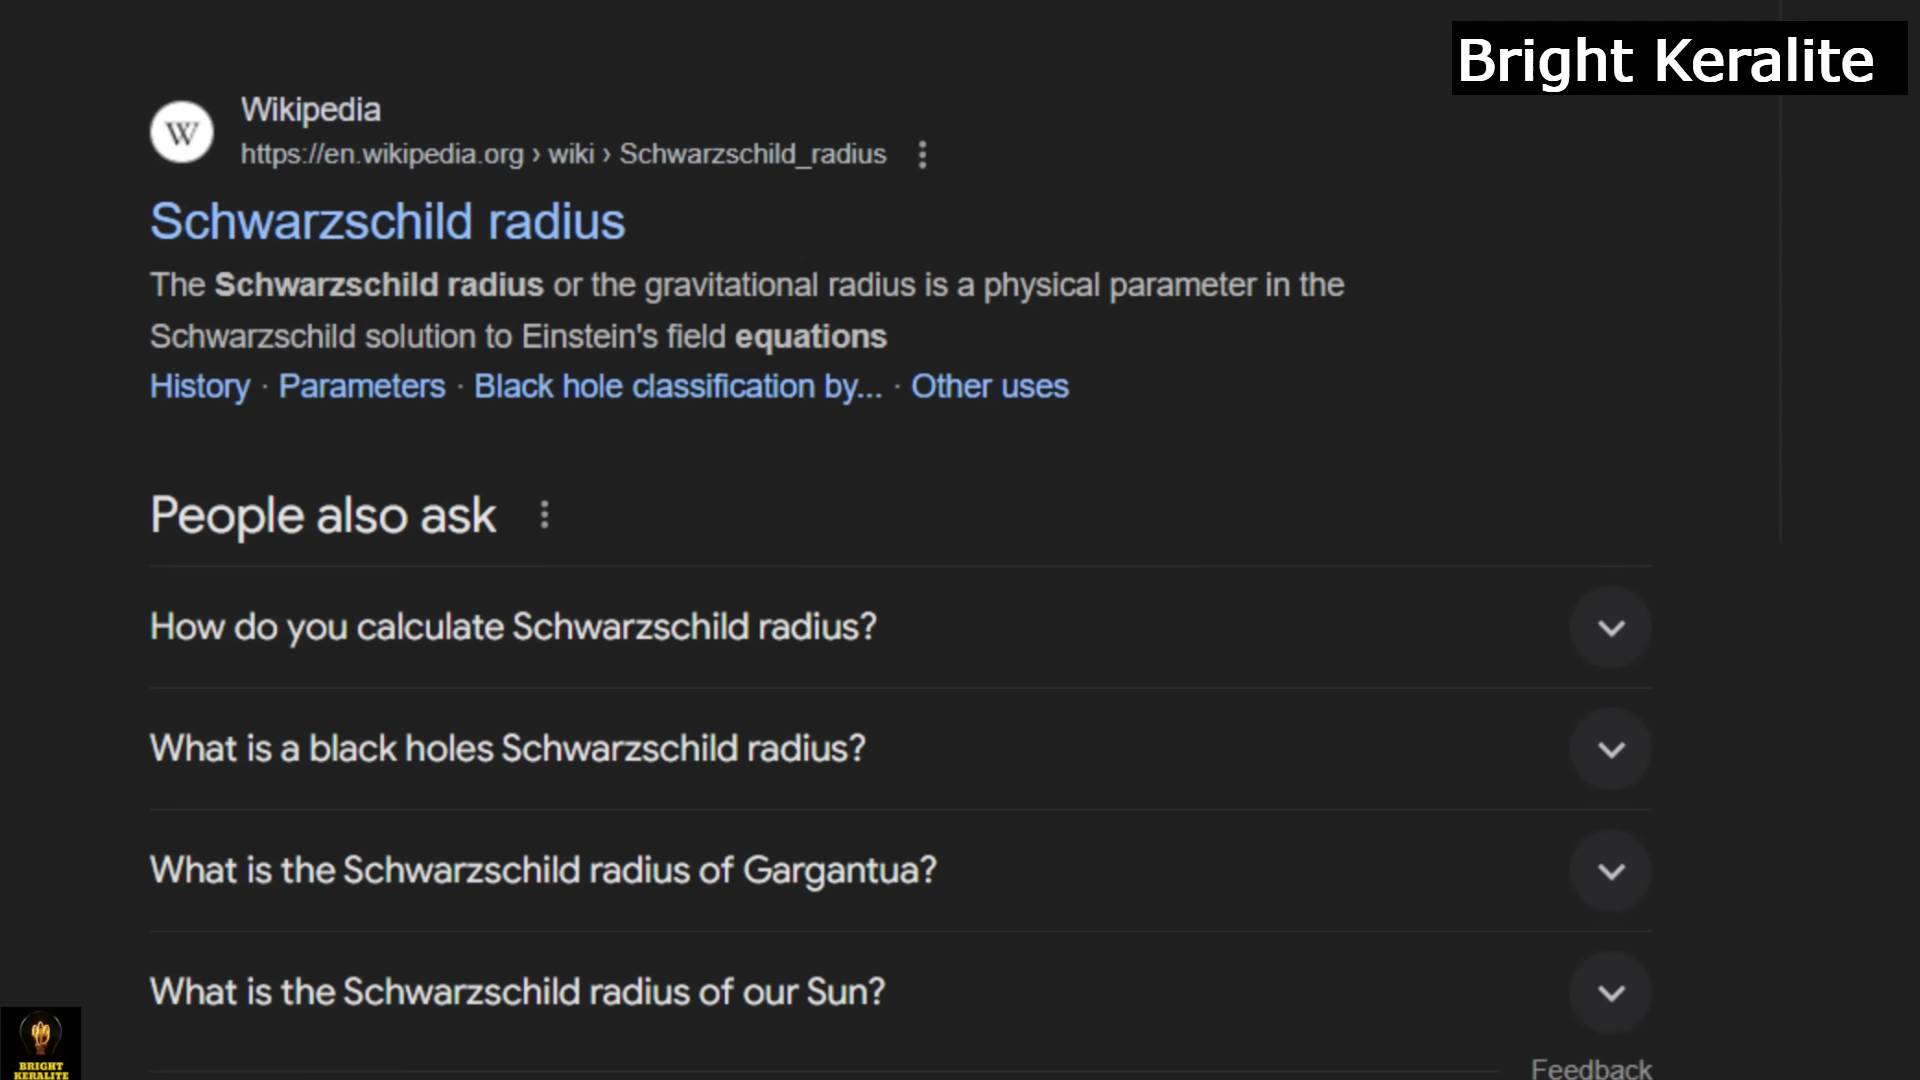 Bright Keralite
Wikipedia
https://en.wikipedia.org › wiki › Schwarzschild_radius
Schwarzschild radius
The Schwarzschild radius or the gravitational radius is a physical parameter in the
Schwarzschild solution to Einstein's field equations
History · Parameters · Black hole classification by... · Other uses
People also ask
How do you calculate Schwarzschild radius?
What is a black holes Schwarzschild radius?
What is the Schwarzschild radius of Gargantua?
What is the Schwarzschild radius of our Sun?
Feedback
BRIGHT
KERALITE